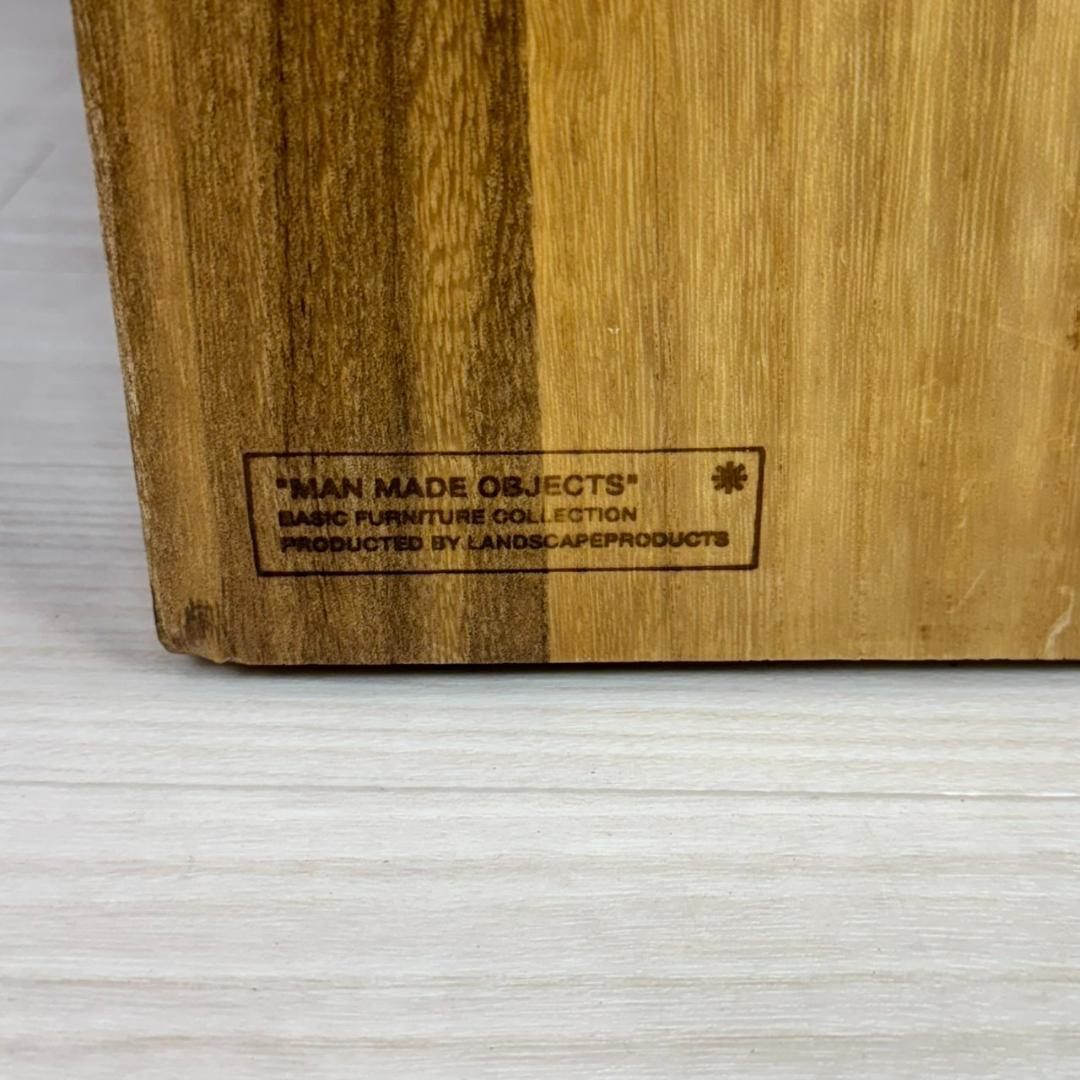 "MAN MADE OBJECTS"
BASIC FURNITURE COLLECTION
PRODUCTED BY LANDSCAPEPRODUCTS